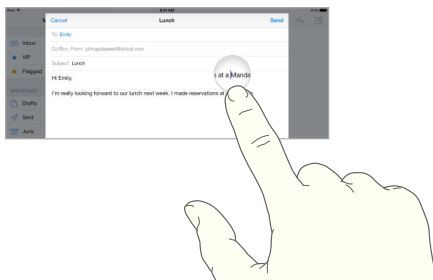 iPad
9:41 AM
Cancel
Lunch
Send
To: Emily
Cc/Bcc, From: johnappleseed@icloud.com
Subject: Lunch
Hi Emily,
I'm really looking forward to our lunch next week. I made reservations at
at a Manda
Inbox
VIP
Flagged
MAILBOXES
Drafts
Sent
Junk